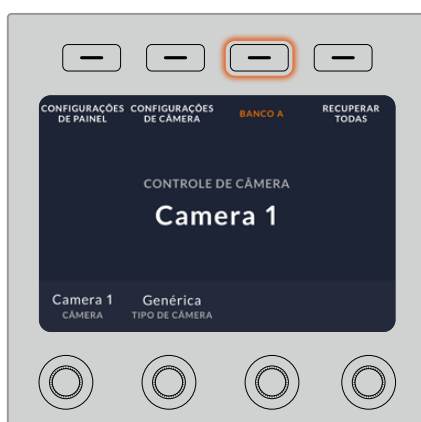 CONFIGURAÇÕES DE PAINEL
CONFIGURAÇÕES DE CÂMERA
BANCO A
RECUPERAR TODAS
CONTROLE DE CÂMERA
Camera 1
Camera 1
CÂMERA
Genérica
TIPO DE CÂMERA